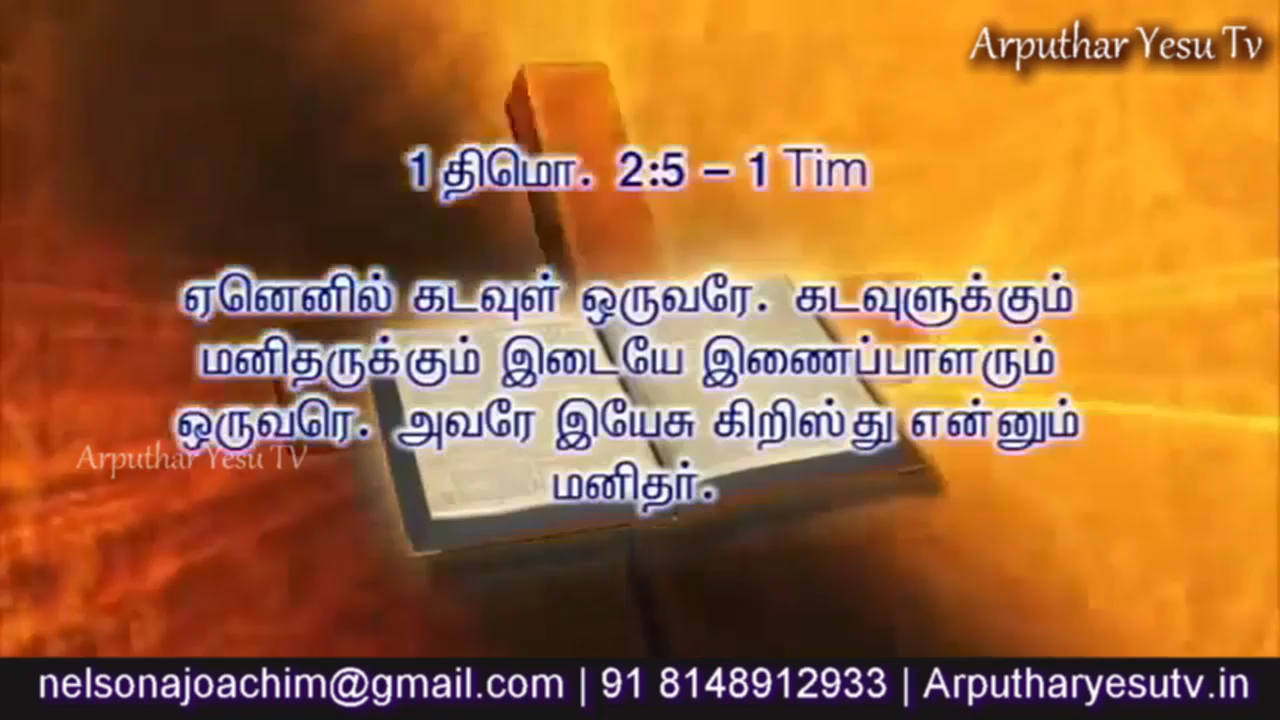 Arputhar Yesu Tv
1 திமொ. 2:5 – 1 Tim
ஏனெனில் கடவுள் ஒருவரே. கடவுளுக்கும்
மனிதருக்கும் இடையே இணைப்பாளரும்
ஒருவரெ. அவரே இயேசு கிறிஸ்து என்னும்
Arputhar Yesu TV
மனிதர்.
nelsonajoachim@gmail.com | 91 8148912933 | Arputharyesutv.in